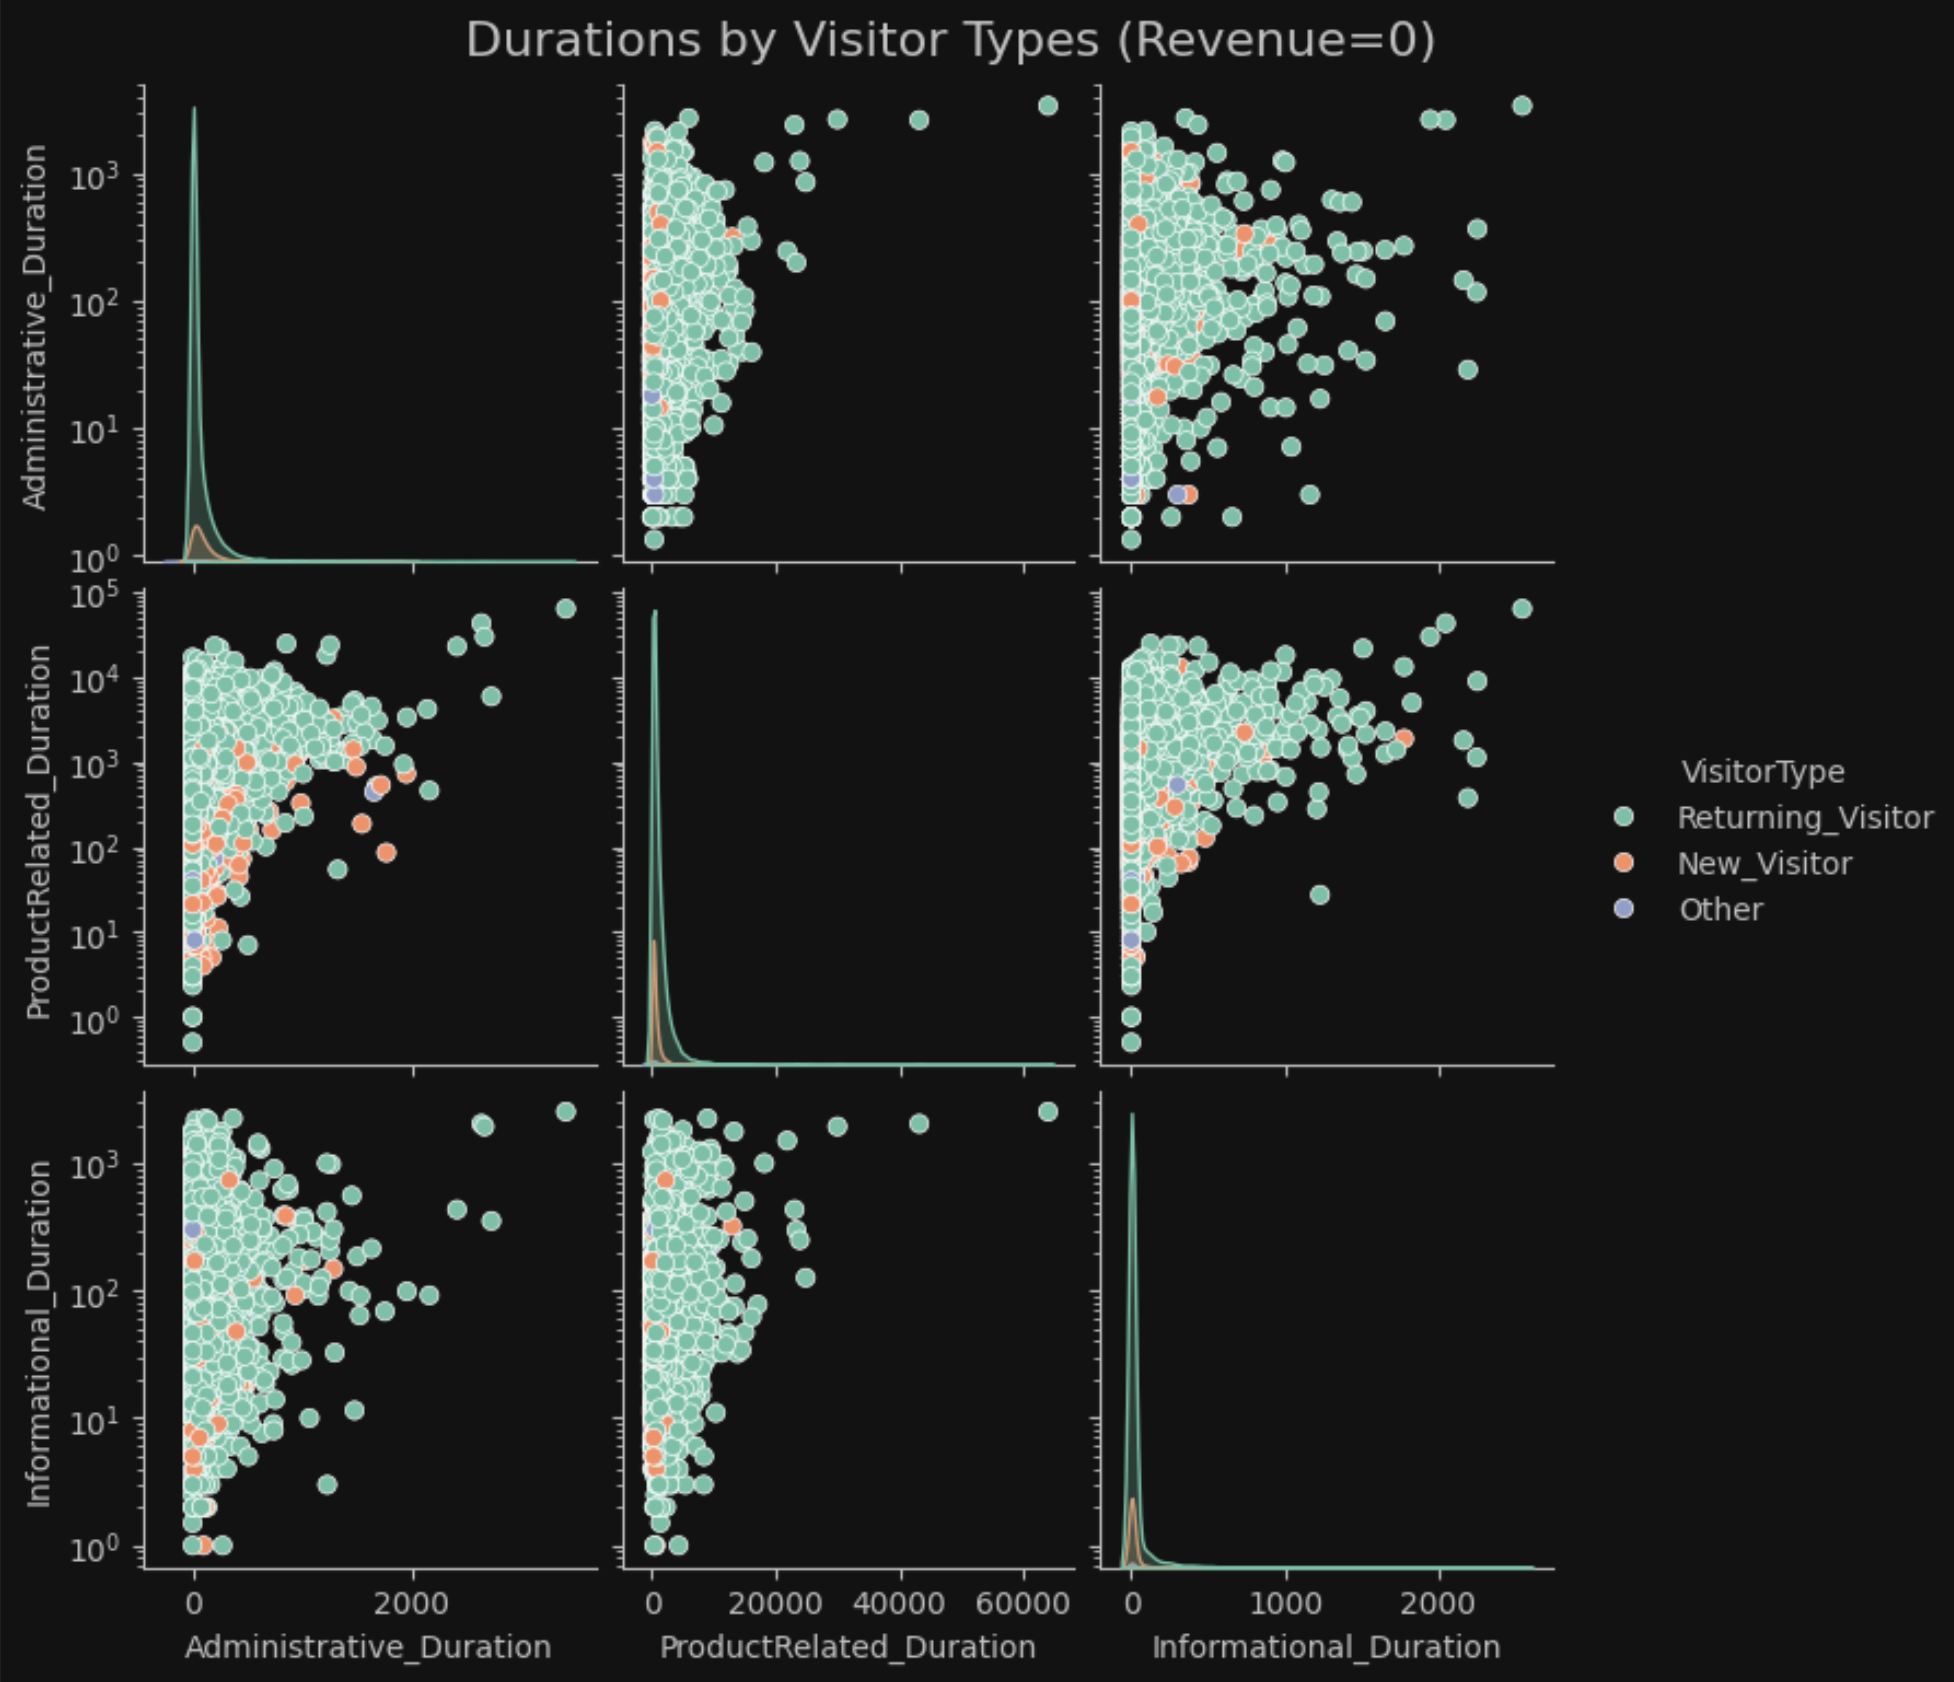 Durations by Visitor Types (Revenue=0)
Administrative_Duration
10³
10²
10¹
10⁰
ProductRelated_Duration
10⁵
10⁴
10³
10²
10¹
10⁰
Informational_Duration
10³
10²
10¹
10⁰
0 2000
0 20000 40000 60000
0 1000 2000
Administrative_Duration
ProductRelated_Duration
Informational_Duration
VisitorType
Returning_Visitor
New_Visitor
Other